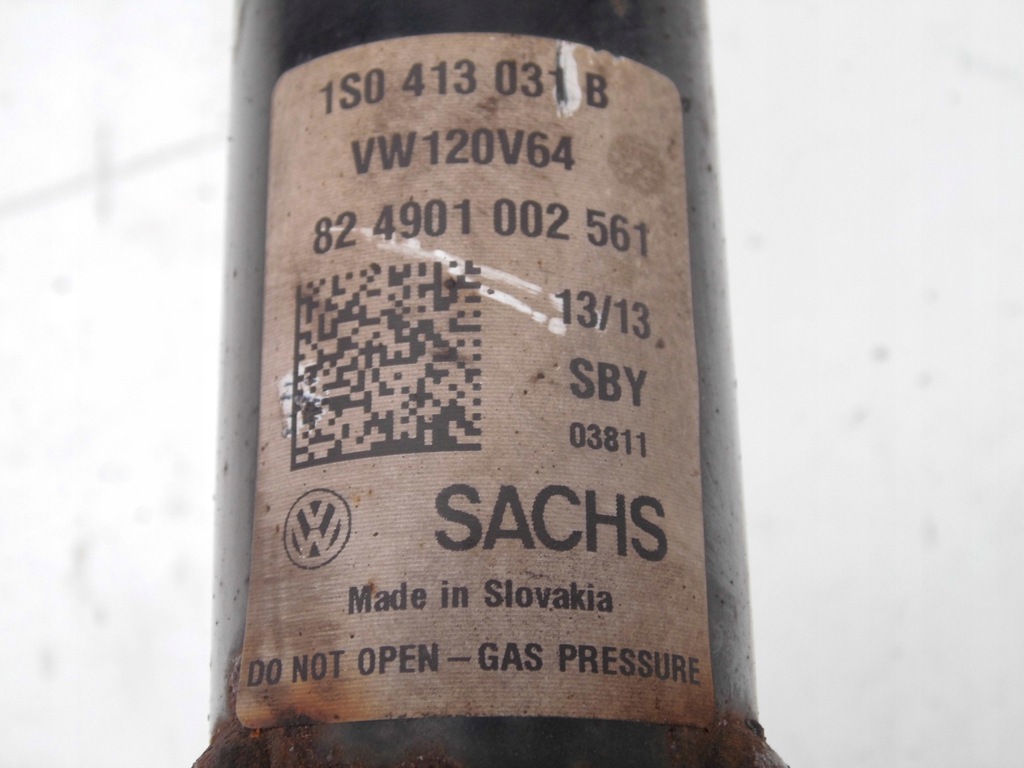 1S0 413 031 B
VW120V64
82 4901 002 561
13/13
SBY
03811
SACHS
Made in Slovakia
DO NOT OPEN – GAS PRESSURE